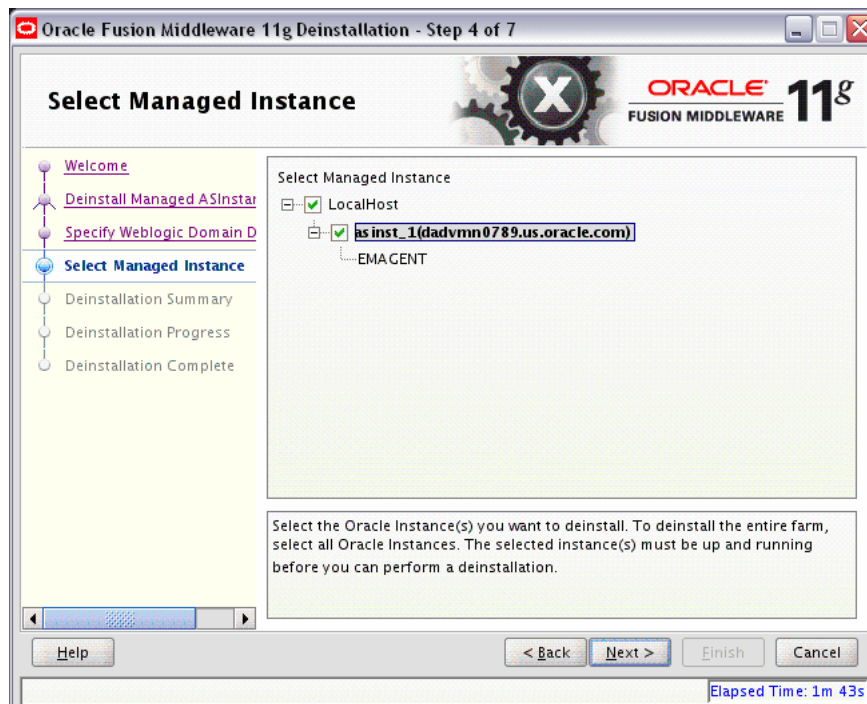 Oracle Fusion Middleware 11g Deinstallation - Step 4 of 7
Select Managed Instance
ORACLE
FUSION MIDDLEWARE
11g
Welcome
Deinstall Managed ASInstar
Specify Weblogic Domain D
Select Managed Instance
Deinstallation Summary
Deinstallation Progress
Deinstallation Complete
Select Managed Instance
LocalHost
asinst_1(dadvmn0789.us.oracle.com)
EMAGENT
Select the Oracle Instance(s) you want to deinstall. To deinstall the entire farm,
select all Oracle Instances. The selected instance(s) must be up and running
before you can perform a deinstallation.
Help
< Back
Next >
Finish
Cancel
Elapsed Time: 1m 43s